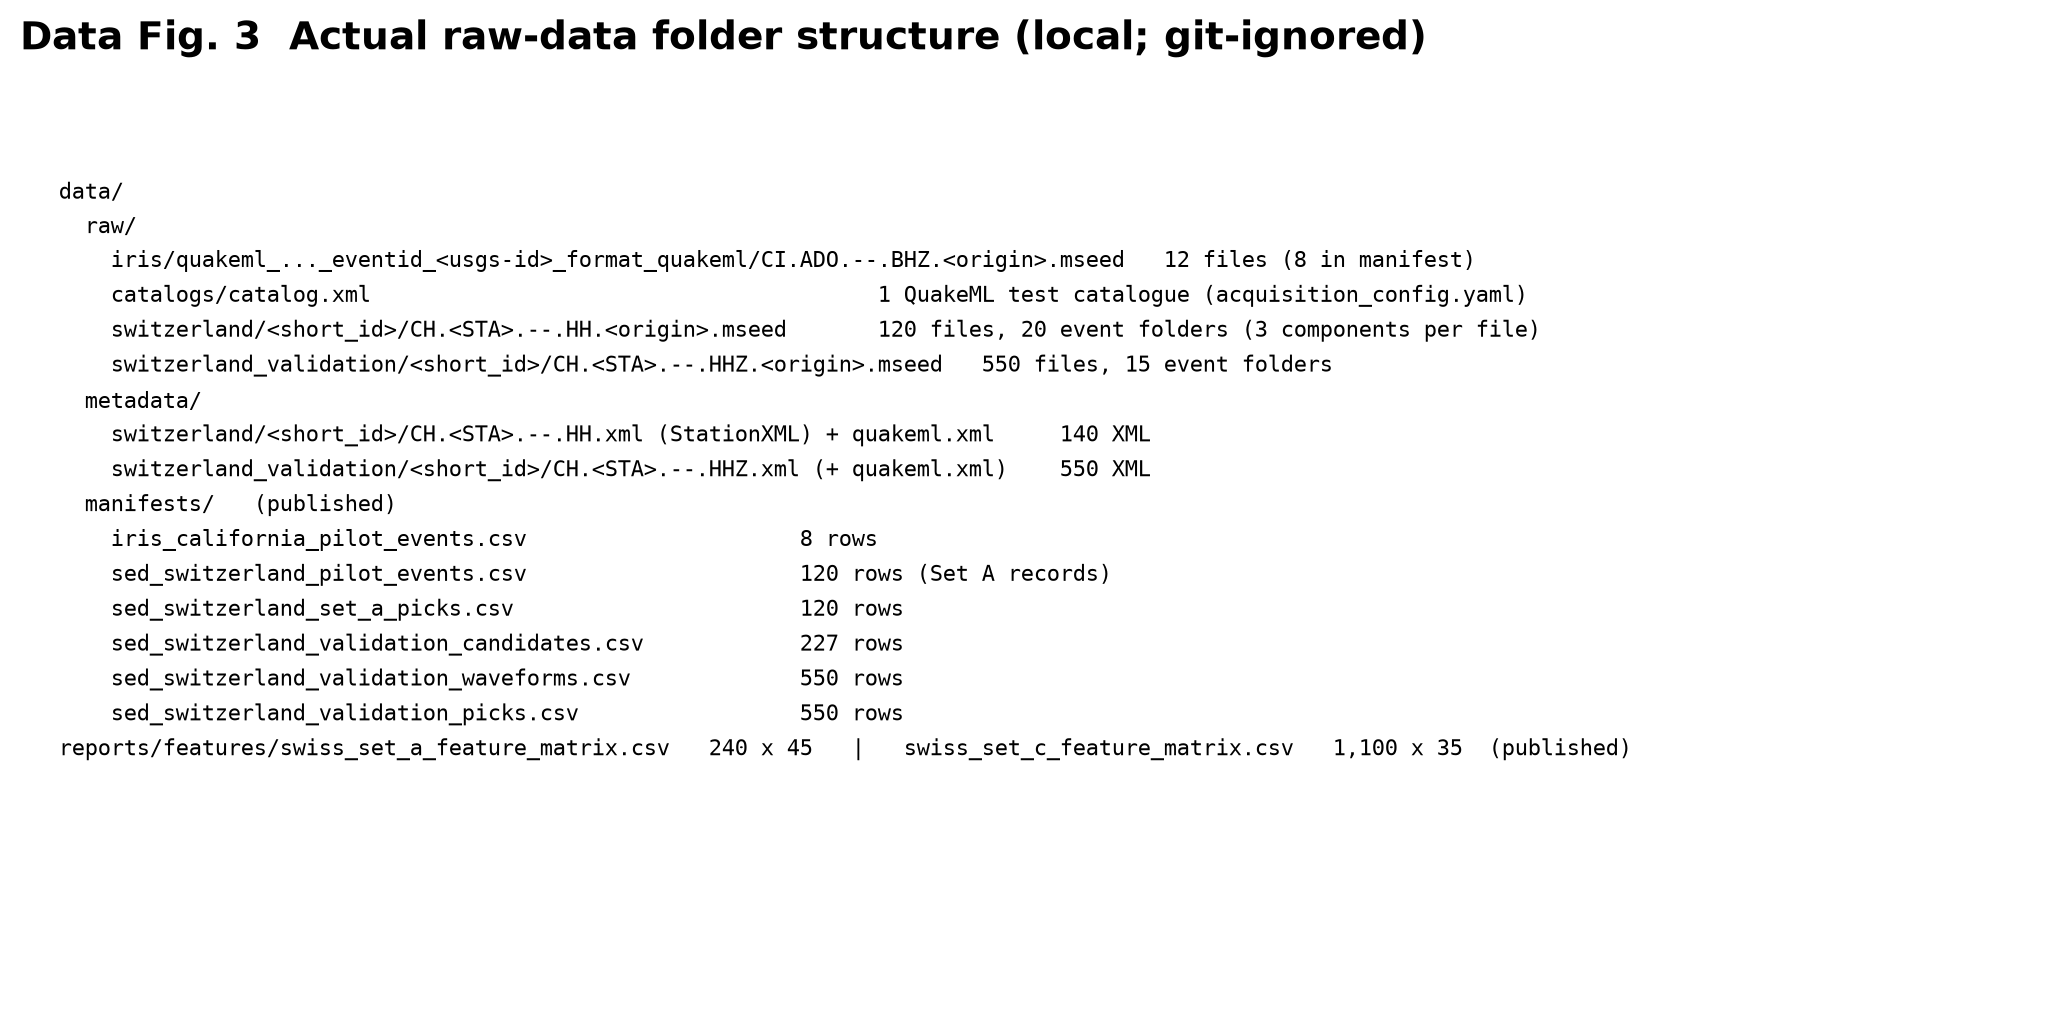 Data Fig. 3  Actual raw-data folder structure (local; git-ignored)
data/
  raw/
    iris/quakeml_..._eventid_<usgs-id>_format_quakeml/CI.ADO.--.BHZ.<origin>.mseed   12 files (8 in manifest)
    catalogs/catalog.xml                                       1 QuakeML test catalogue (acquisition_config.yaml)
    switzerland/<short_id>/CH.<STA>.--.HH.<origin>.mseed       120 files, 20 event folders (3 components per file)
    switzerland_validation/<short_id>/CH.<STA>.--.HHZ.<origin>.mseed   550 files, 15 event folders
  metadata/
    switzerland/<short_id>/CH.<STA>.--.HH.xml (StationXML) + quakeml.xml     140 XML
    switzerland_validation/<short_id>/CH.<STA>.--.HHZ.xml (+ quakeml.xml)    550 XML
  manifests/   (published)
    iris_california_pilot_events.csv                     8 rows
    sed_switzerland_pilot_events.csv                     120 rows (Set A records)
    sed_switzerland_set_a_picks.csv                      120 rows
    sed_switzerland_validation_candidates.csv            227 rows
    sed_switzerland_validation_waveforms.csv             550 rows
    sed_switzerland_validation_picks.csv                 550 rows
reports/features/swiss_set_a_feature_matrix.csv   240 x 45   |   swiss_set_c_feature_matrix.csv   1,100 x 35  (published)